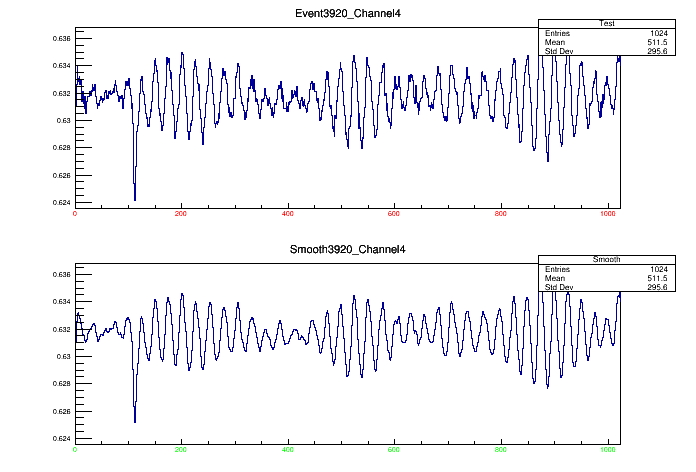 Event3920_Channel4
Test
Entries 1024
Mean 511.5
Std Dev 295.6
0.636
0.634
0.632
0.63
0.628
0.626
0.624
0 200 400 600 800 1000
Smooth3920_Channel4
Smooth
Entries 1024
Mean 511.5
Std Dev 295.6
0.636
0.634
0.632
0.63
0.628
0.626
0.624
0 200 400 600 800 1000